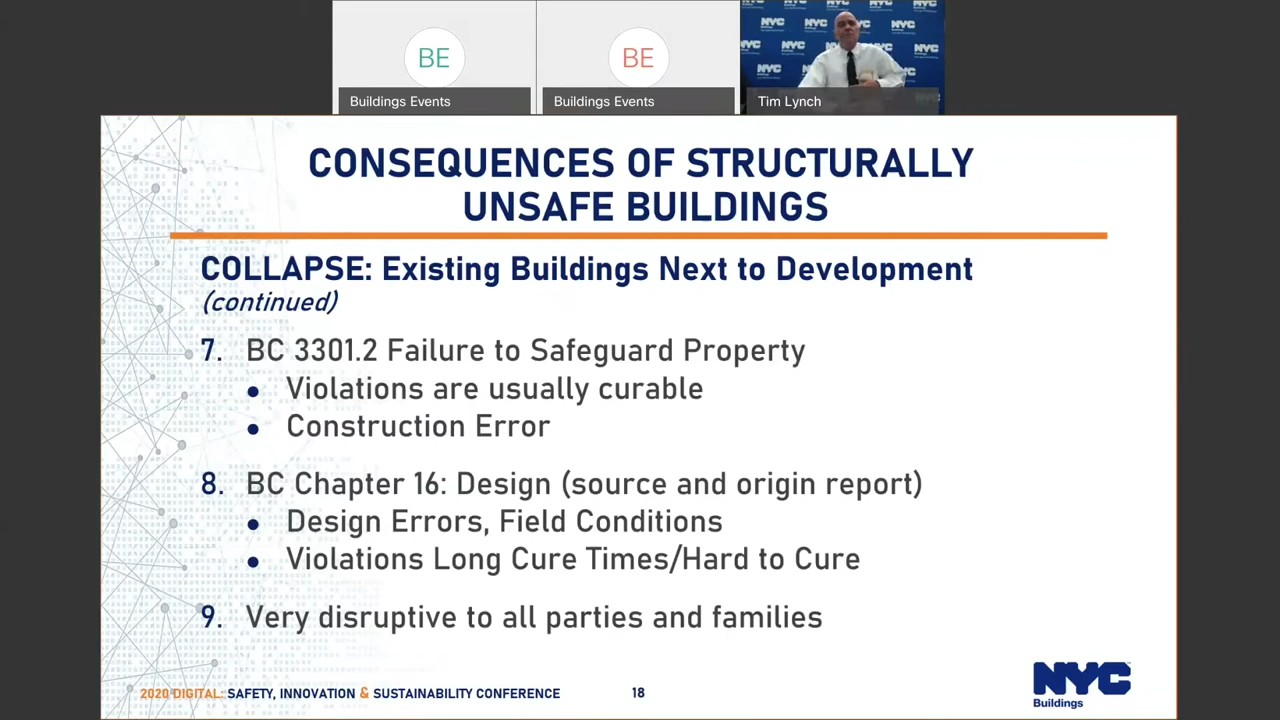 BE
BE
Buildings Events
Buildings Events
Tim Lynch
NYC
CONSEQUENCES OF STRUCTURALLY
UNSAFE BUILDINGS
COLLAPSE: Existing Buildings Next to Development
(continued)
7. BC 3301.2 Failure to Safeguard Property
● Violations are usually curable
● Construction Error
8. BC Chapter 16: Design (source and origin report)
● Design Errors, Field Conditions
● Violations Long Cure Times/Hard to Cure
9. Very disruptive to all parties and families
2020 DIGITAL: SAFETY, INNOVATION & SUSTAINABILITY CONFERENCE
18
NYC
Buildings